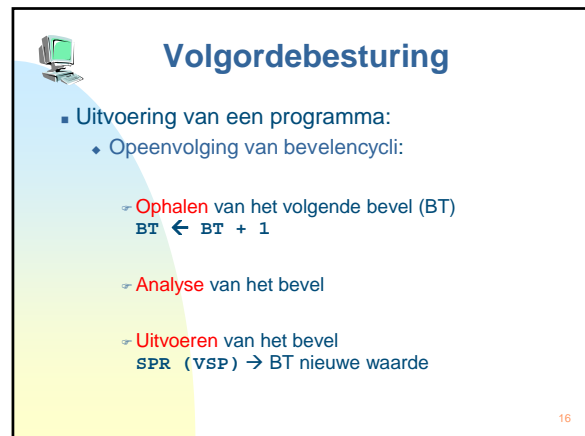 Volgordebesturing
Uitvoering van een programma:
Opeenvolging van bevelencycli:
Ophalen van het volgende bevel (BT)
BT ← BT + 1
Analyse van het bevel
Uitvoeren van het bevel
SPR (VSP) → BT nieuwe waarde
16